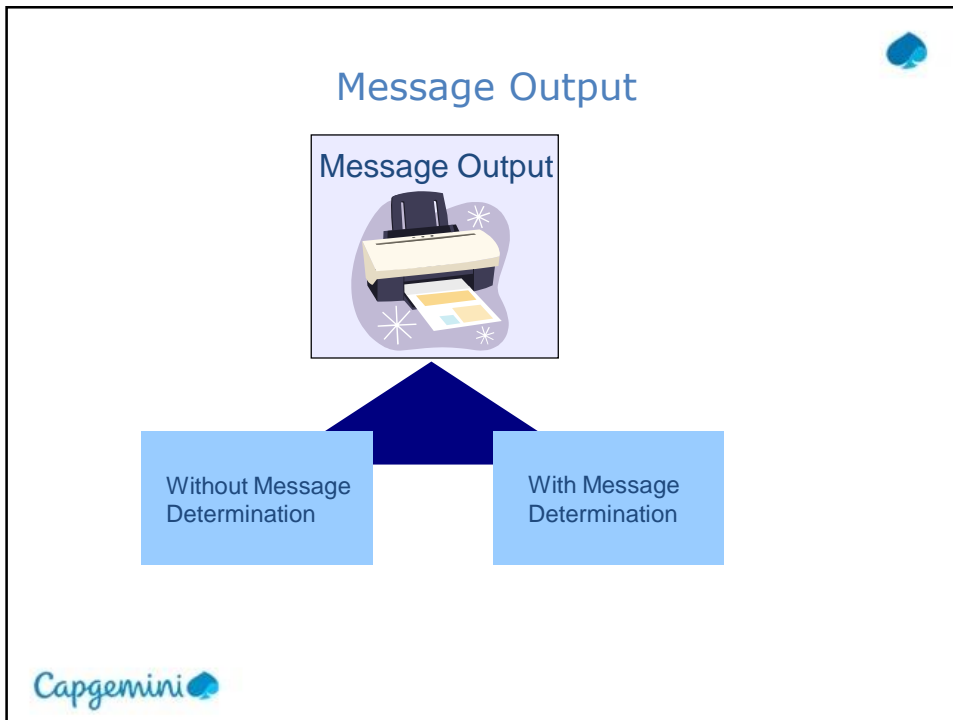 Message Output
Message Output
Without Message
Determination
With Message
Determination
Capgemini